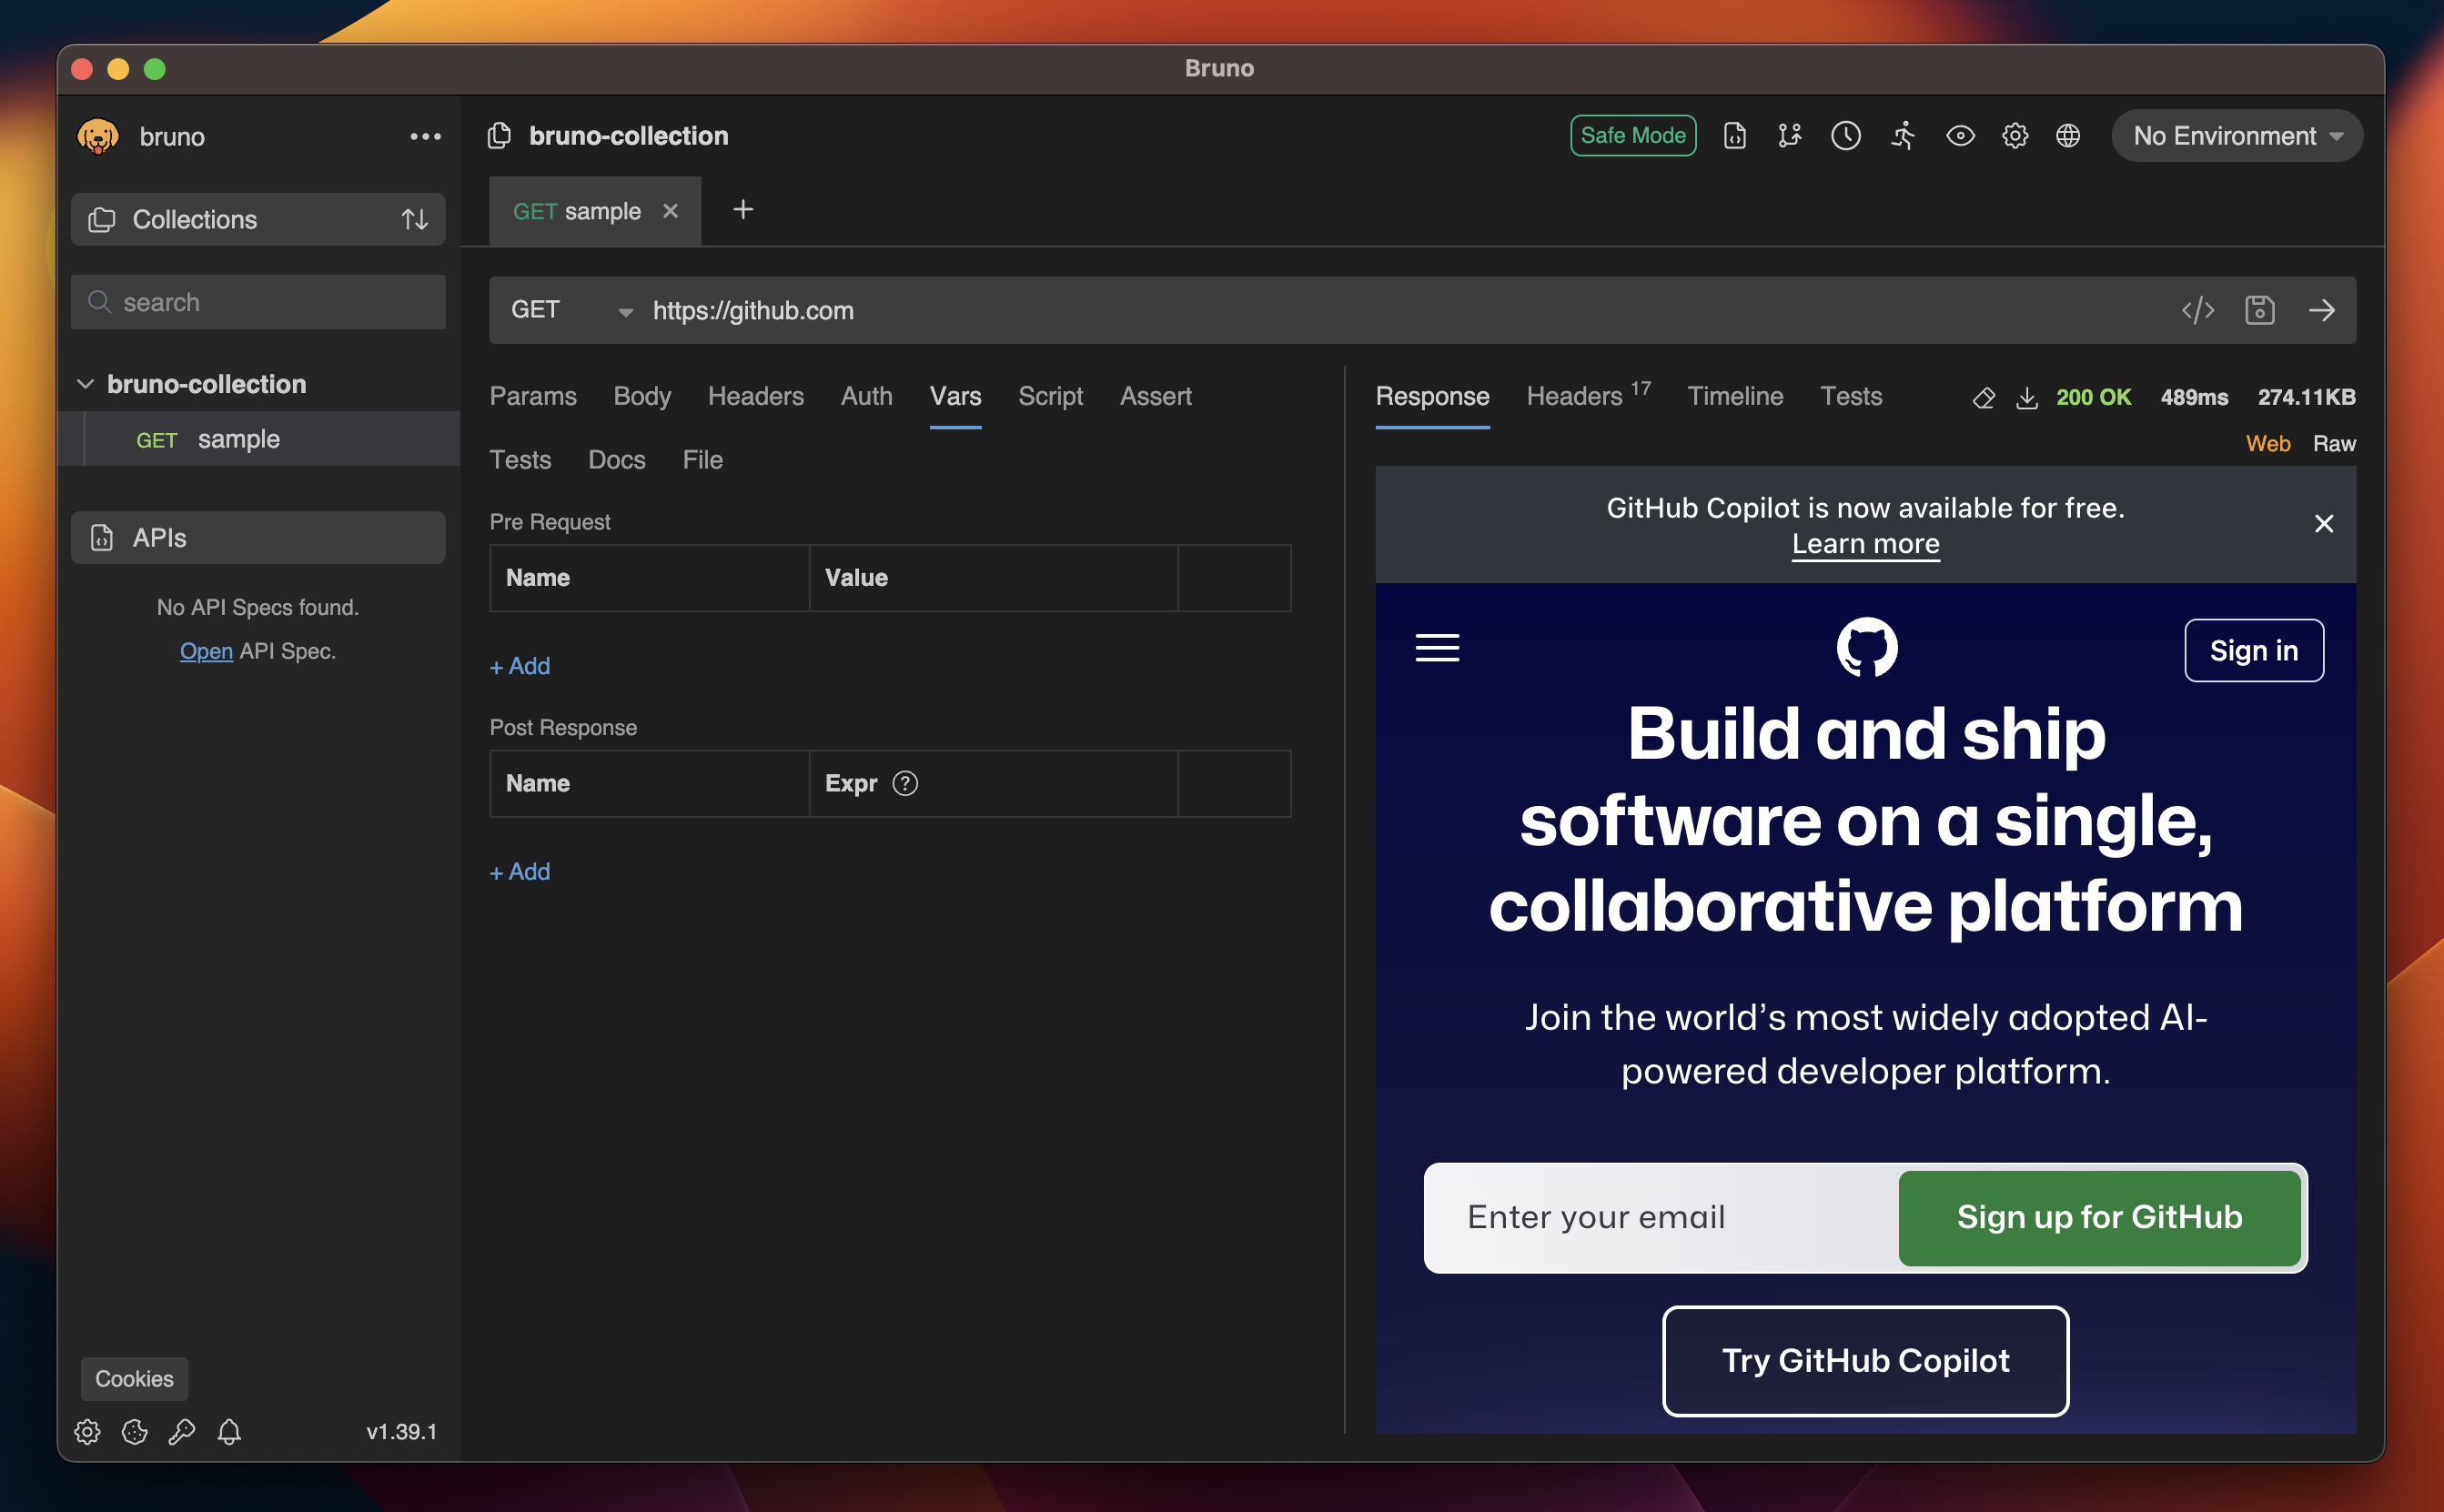 Bruno
bruno
Collections
search
bruno-collection
GET sample
APIs
No API Specs found.
Open API Spec.
Cookies
v1.39.1
bruno-collection
Safe Mode
No Environment
GET sample
GET https://github.com
Params Body Headers Auth Vars Script Assert
Tests Docs File
Pre Request
Name Value
+ Add
Post Response
Name Expr ?
+ Add
Response Headers 17 Timeline Tests 200 OK 489ms 274.11KB
Web Raw
GitHub Copilot is now available for free.
Learn more
Sign in
Build and ship
software on a single,
collaborative platform
Join the world’s most widely adopted AI-
powered developer platform.
Enter your email Sign up for GitHub
Try GitHub Copilot